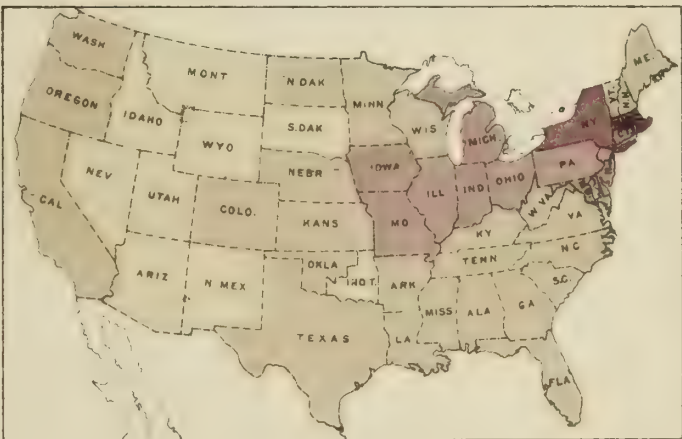 WASH
MONT
N DAK
MINN
ME.
VT.
N.H.
OREGON
IDAHO
S.DAK
WIS
MICH.
NY
CT
WYO
IOWA
NEBR
PA
NEV
UTAH
COLO.
ILL
IND
OHIO
CAL
KANS
MO
W.VA
VA
KY
ARIZ
N MEX
OKLA
IND T.
ARK
TENN
N.C
S.C.
TEXAS
LA
MISS
ALA
GA
FLA